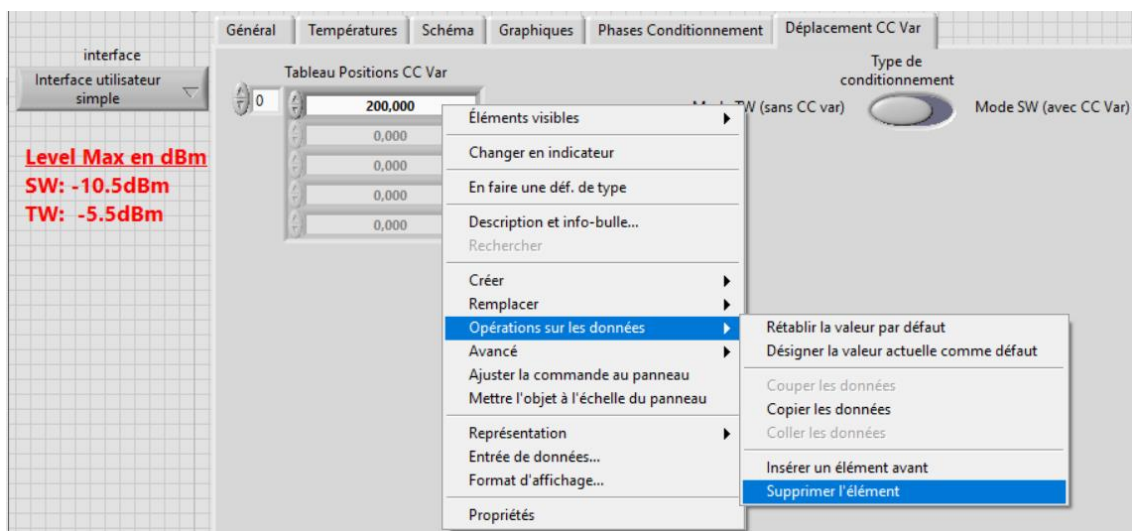 Général
Températures
Schéma
Graphiques
Phases Conditionnement
Déplacement CC Var
interface
Interface utilisateur
simple
Level Max en dBm
SW: -10.5dBm
TW: -5.5dBm
Tableau Positions CC Var
0
200,000
0,000
0,000
0,000
0,000
Type de
conditionnement
TW (sans CC var)
Mode SW (avec CC Var)
Éléments visibles
Changer en indicateur
En faire une déf. de type
Description et info-bulle...
Rechercher
Créer
Remplacer
Opérations sur les données
Avancé
Ajuster la commande au panneau
Mettre l'objet à l'échelle du panneau
Représentation
Entrée de données...
Format d'affichage...
Propriétés
Rétablir la valeur par défaut
Désigner la valeur actuelle comme défaut
Couper les données
Copier les données
Coller les données
Insérer un élément avant
Supprimer l'élément